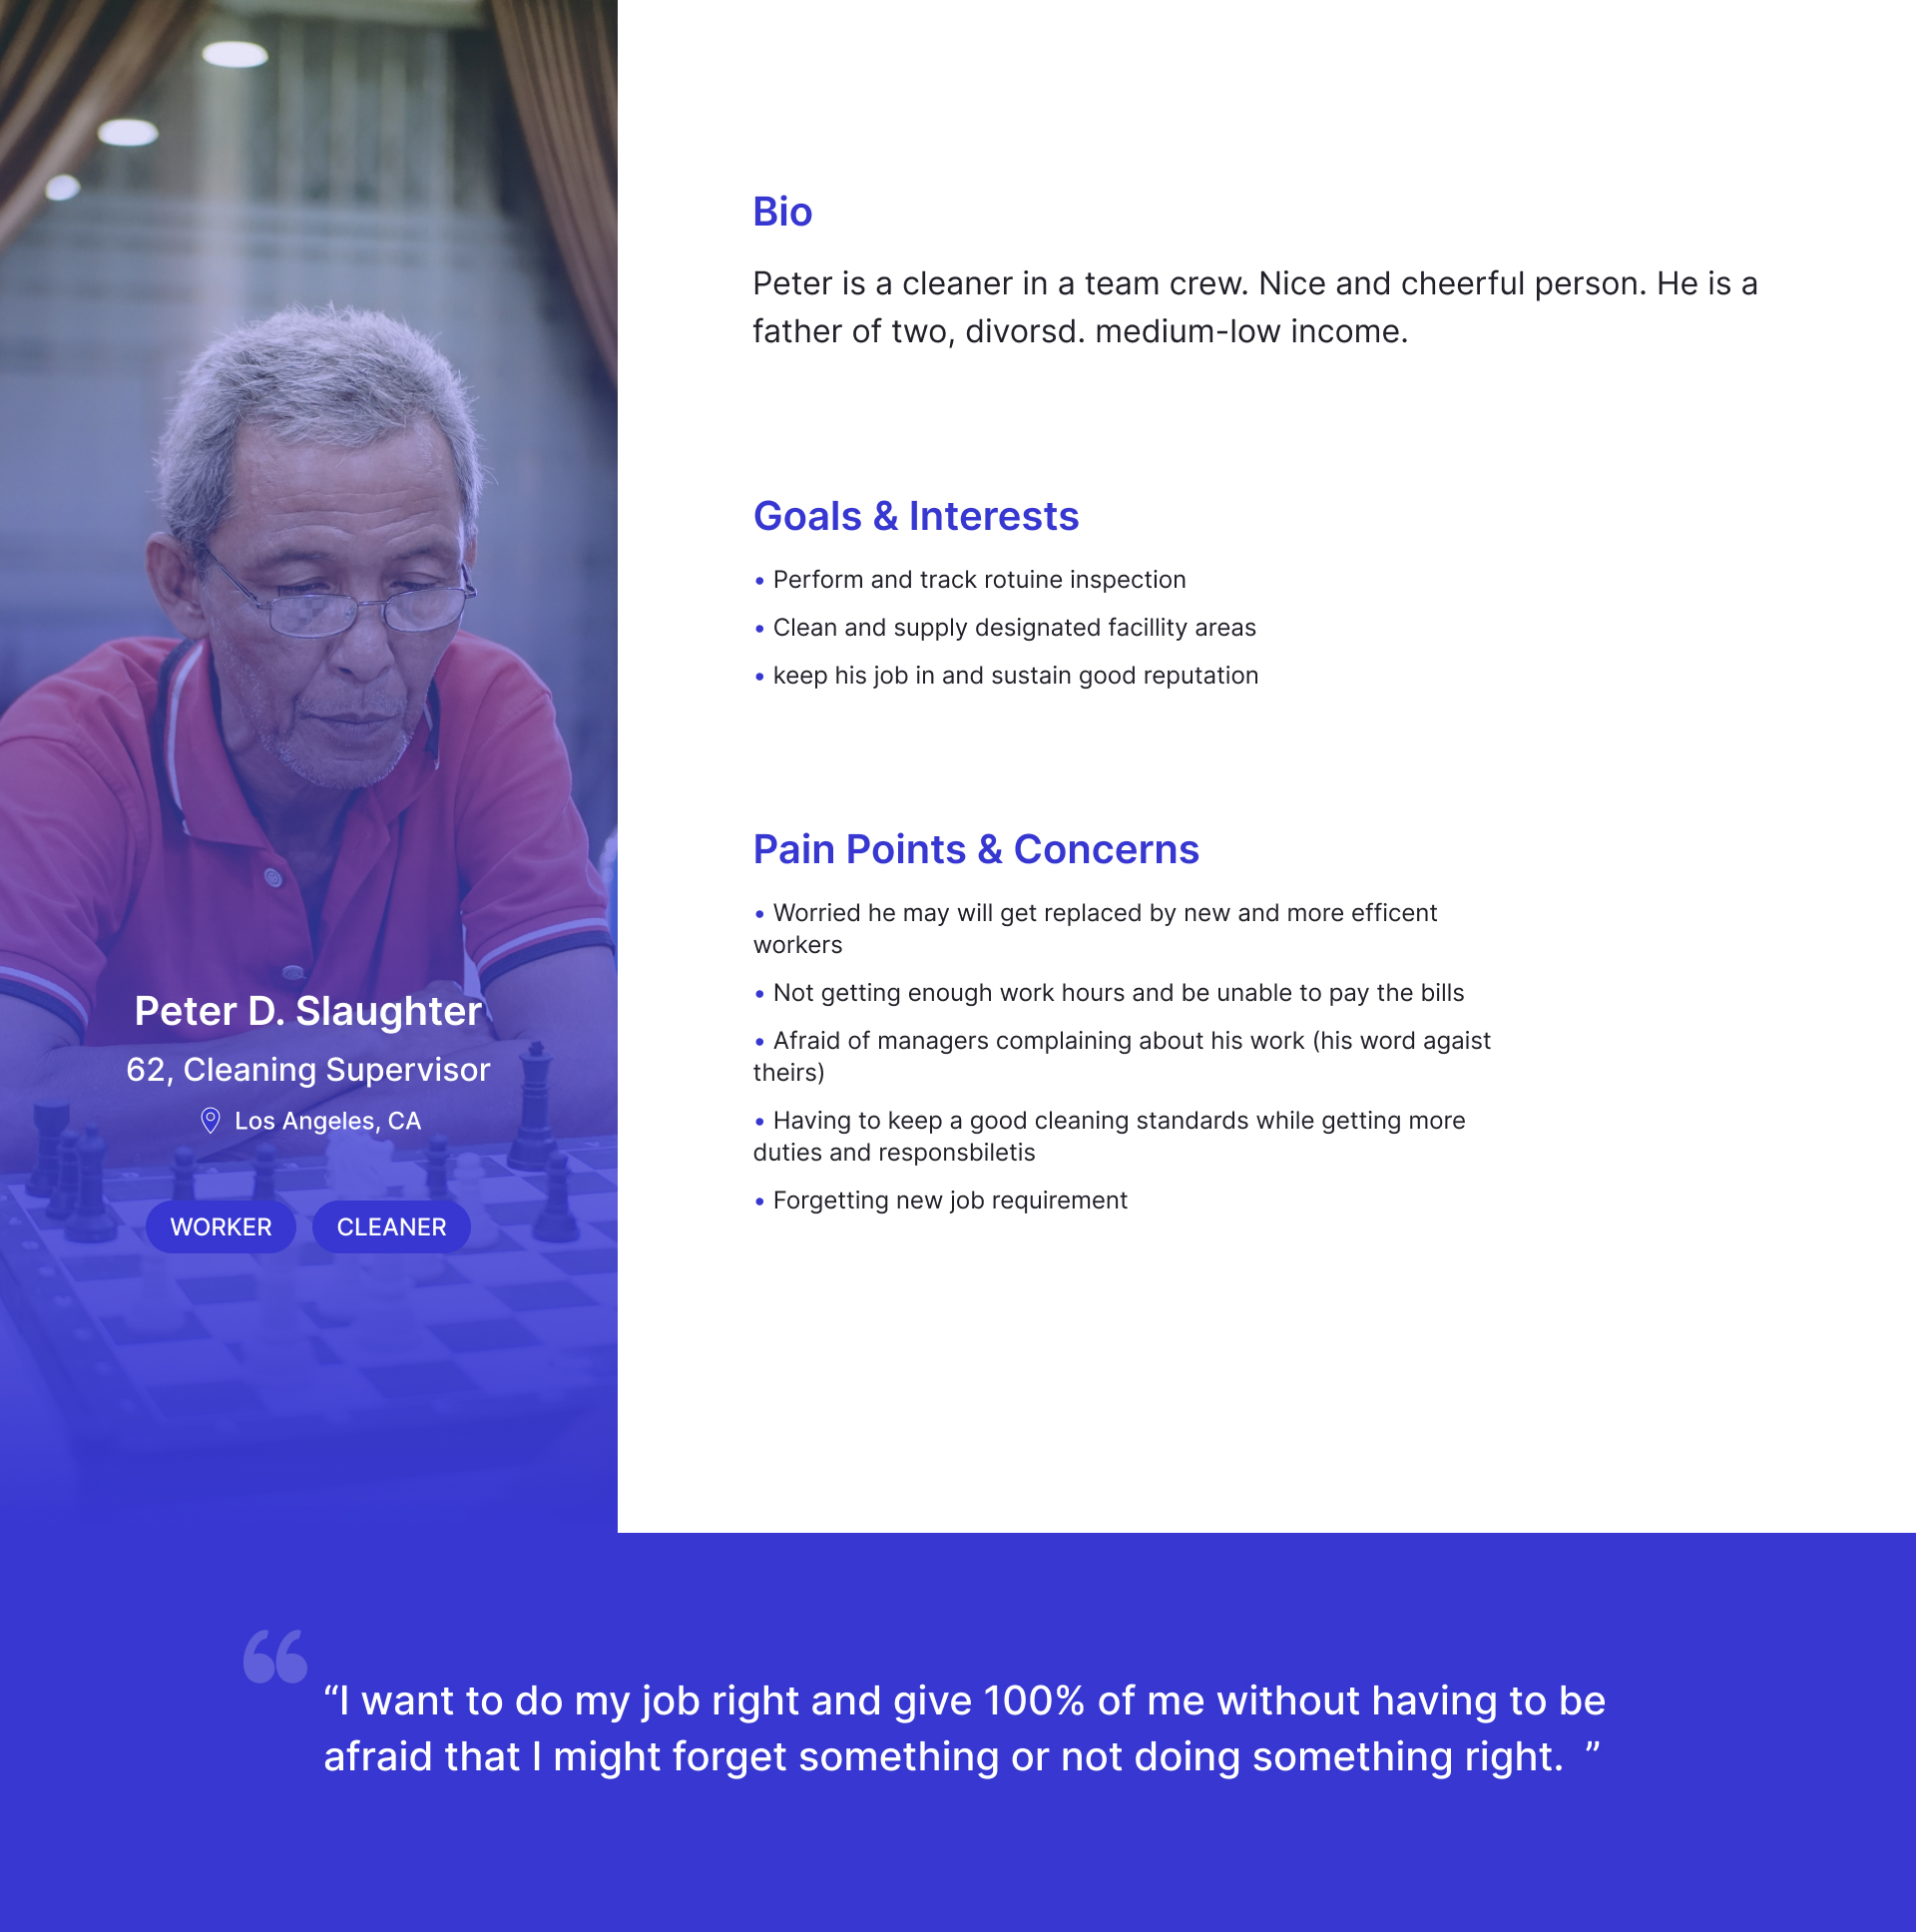 Peter D. Slaughter
62, Cleaning Supervisor
Los Angeles, CA
WORKER CLEANER
Bio
Peter is a cleaner in a team crew. Nice and cheerful person. He is a
father of two, divorsd. medium-low income.
Goals & Interests
• Perform and track rotuine inspection
• Clean and supply designated facillity areas
• keep his job in and sustain good reputation
Pain Points & Concerns
• Worried he may will get replaced by new and more efficent
workers
• Not getting enough work hours and be unable to pay the bills
• Afraid of managers complaining about his work (his word agaist
theirs)
• Having to keep a good cleaning standards while getting more
duties and responsbiletis
• Forgetting new job requirement
“I want to do my job right and give 100% of me without having to be
afraid that I might forget something or not doing something right. ”